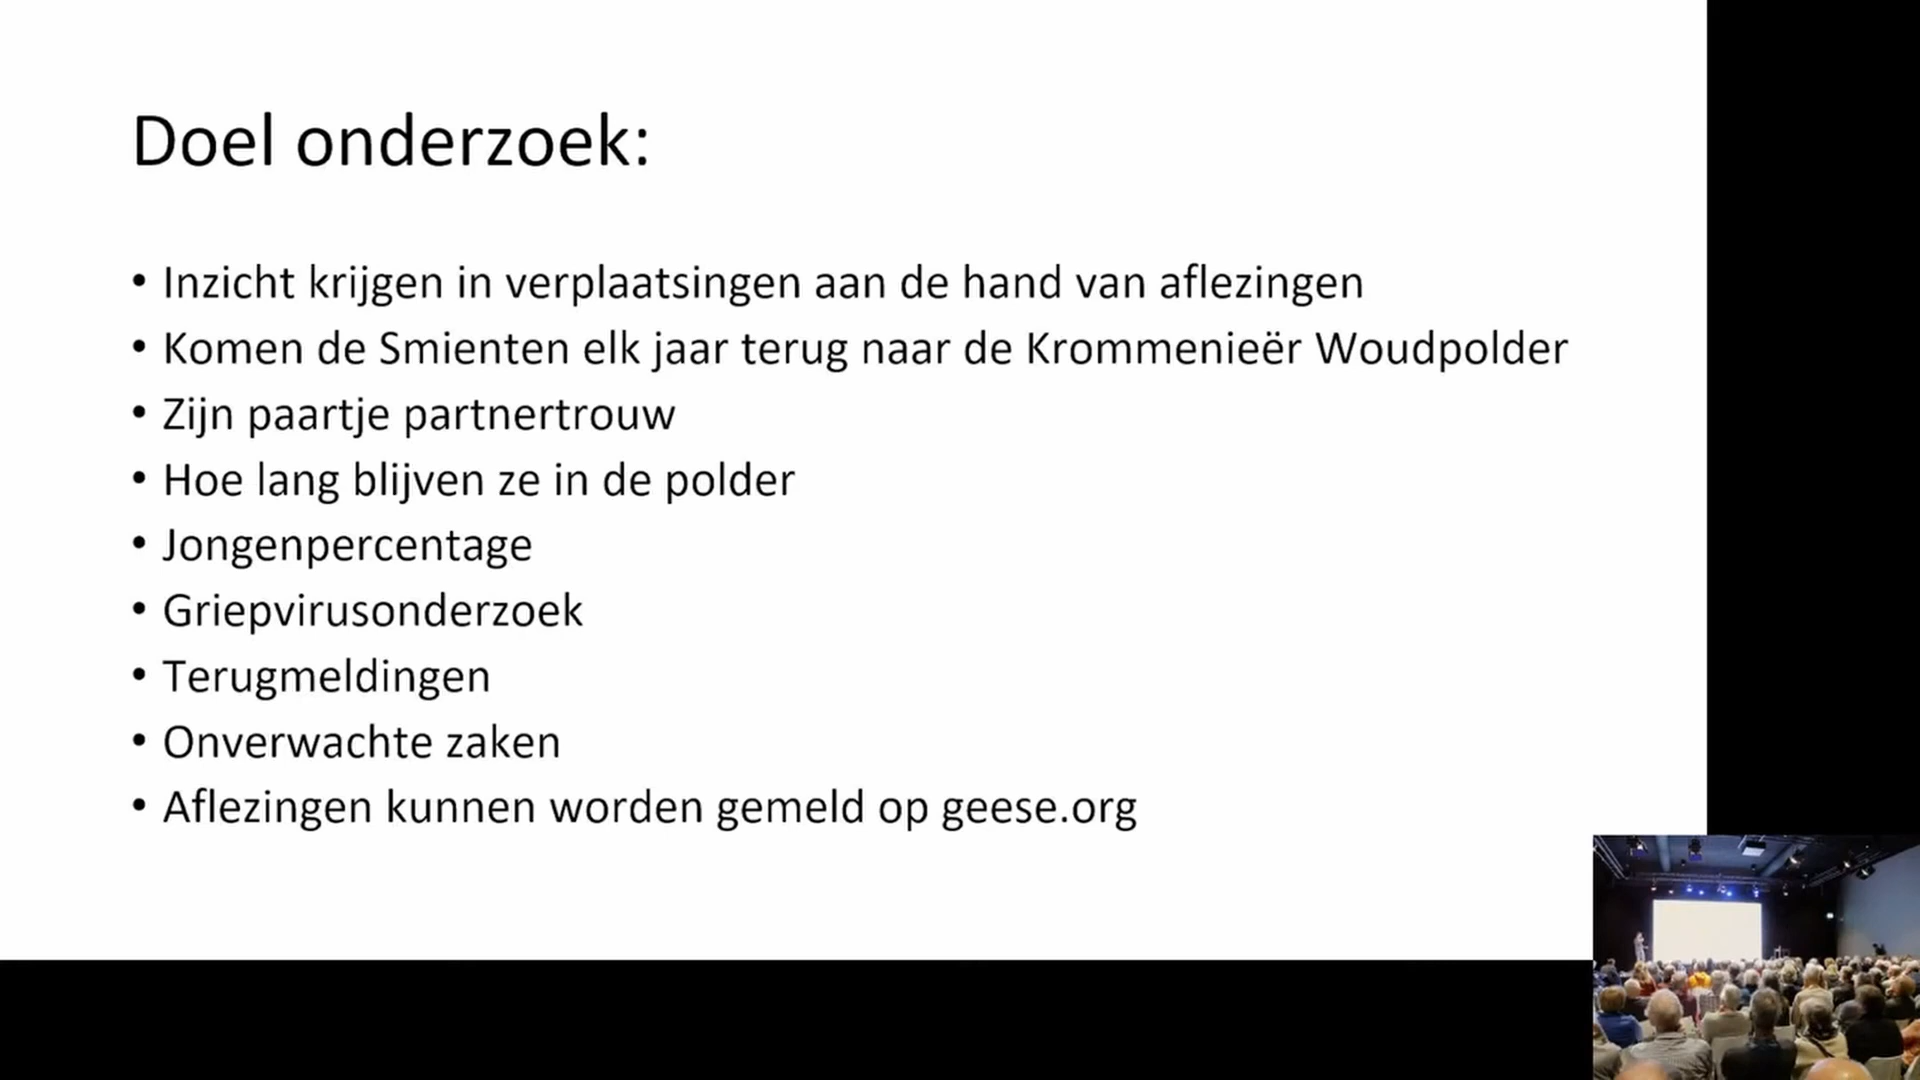 Doel onderzoek:
• Inzicht krijgen in verplaatsingen aan de hand van aflezingen
• Komen de Smienten elk jaar terug naar de Krommenieër Woudpolder
• Zijn paartje partnertrouw
• Hoe lang blijven ze in de polder
• Jongenpercentage
• Griepvirusonderzoek
• Terugmeldingen
• Onverwachte zaken
• Aflezingen kunnen worden gemeld op geese.org